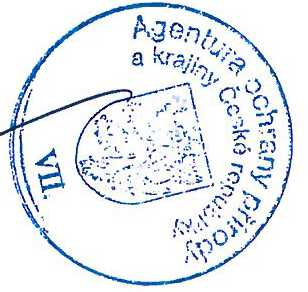 Agentura ochrany přírody
a krajiny České republiky
VII